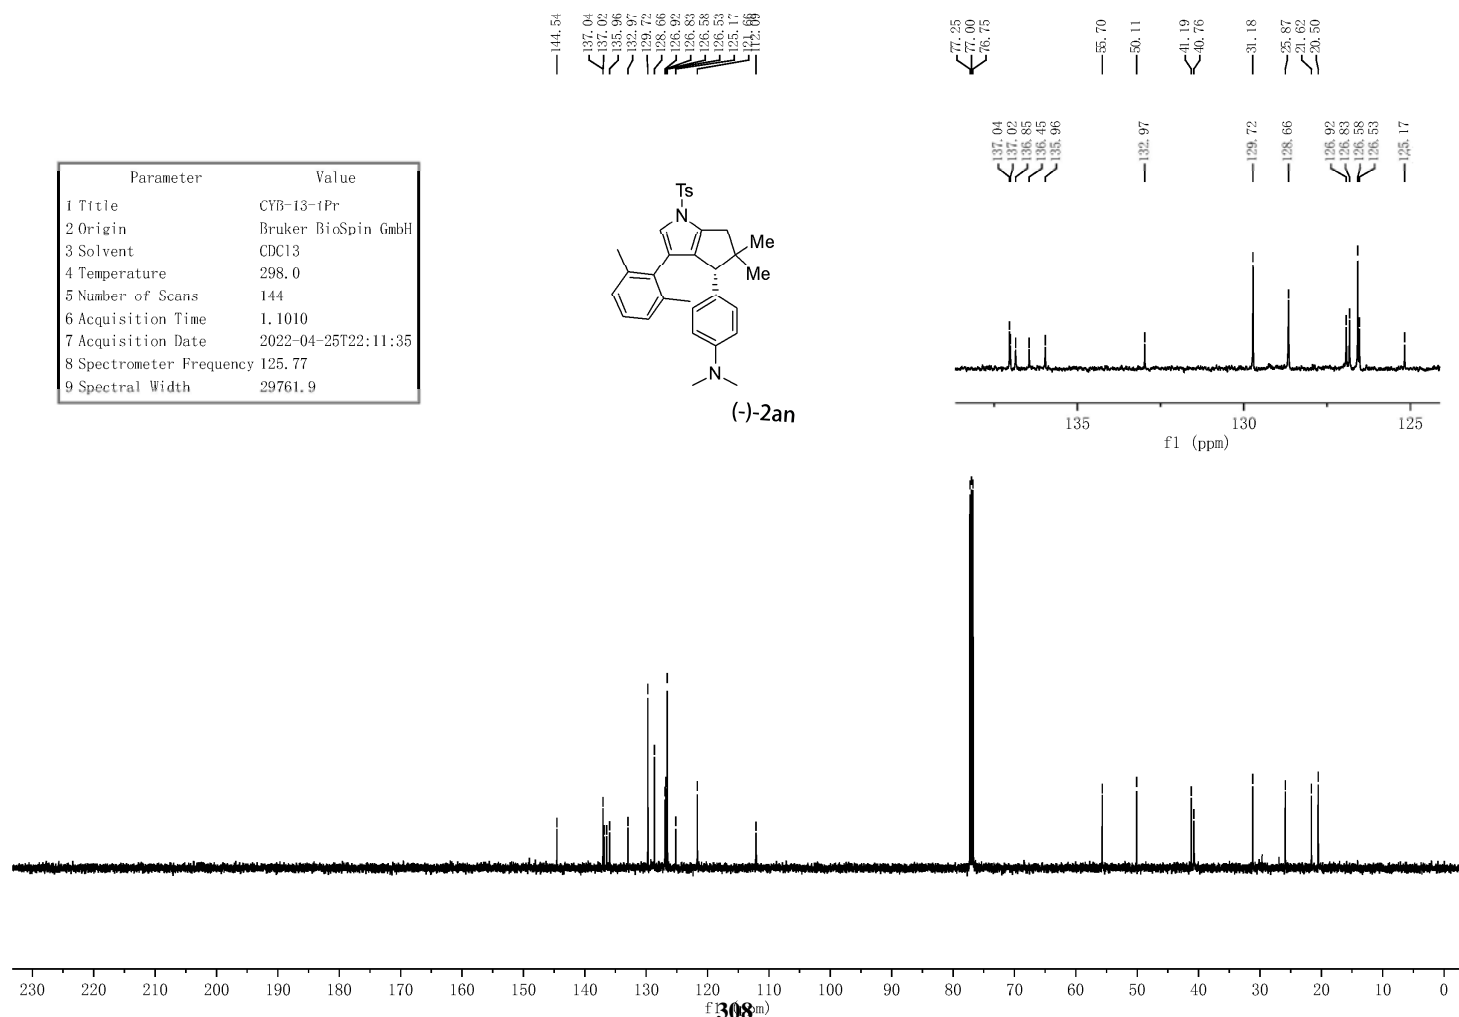 144.54
137.04
137.02
135.96
132.97
129.72
128.66
126.92
126.83
126.58
126.53
125.17
121.66
112.09
77.25
77.00
76.75
55.70
50.11
41.19
40.76
31.18
25.87
21.62
20.50
137.04
137.02
136.85
136.45
135.96
132.97
129.72
128.66
126.92
126.83
126.58
126.53
125.17
Parameter Value
1 Title CYB-13-iPr
2 Origin Bruker BioSpin GmbH
3 Solvent CDCl3
4 Temperature 298.0
5 Number of Scans 144
6 Acquisition Time 1.1010
7 Acquisition Date 2022-04-25T22:11:35
8 Spectrometer Frequency 125.77
9 Spectral Width 29761.9
Ts
N
Me
Me
N
(-)-2an
135 130 125
f1 (ppm)
230 220 210 200 190 180 170 160 150 140 130 120 110 100 90 80 70 60 50 40 30 20 10 0
f1 (ppm)
308